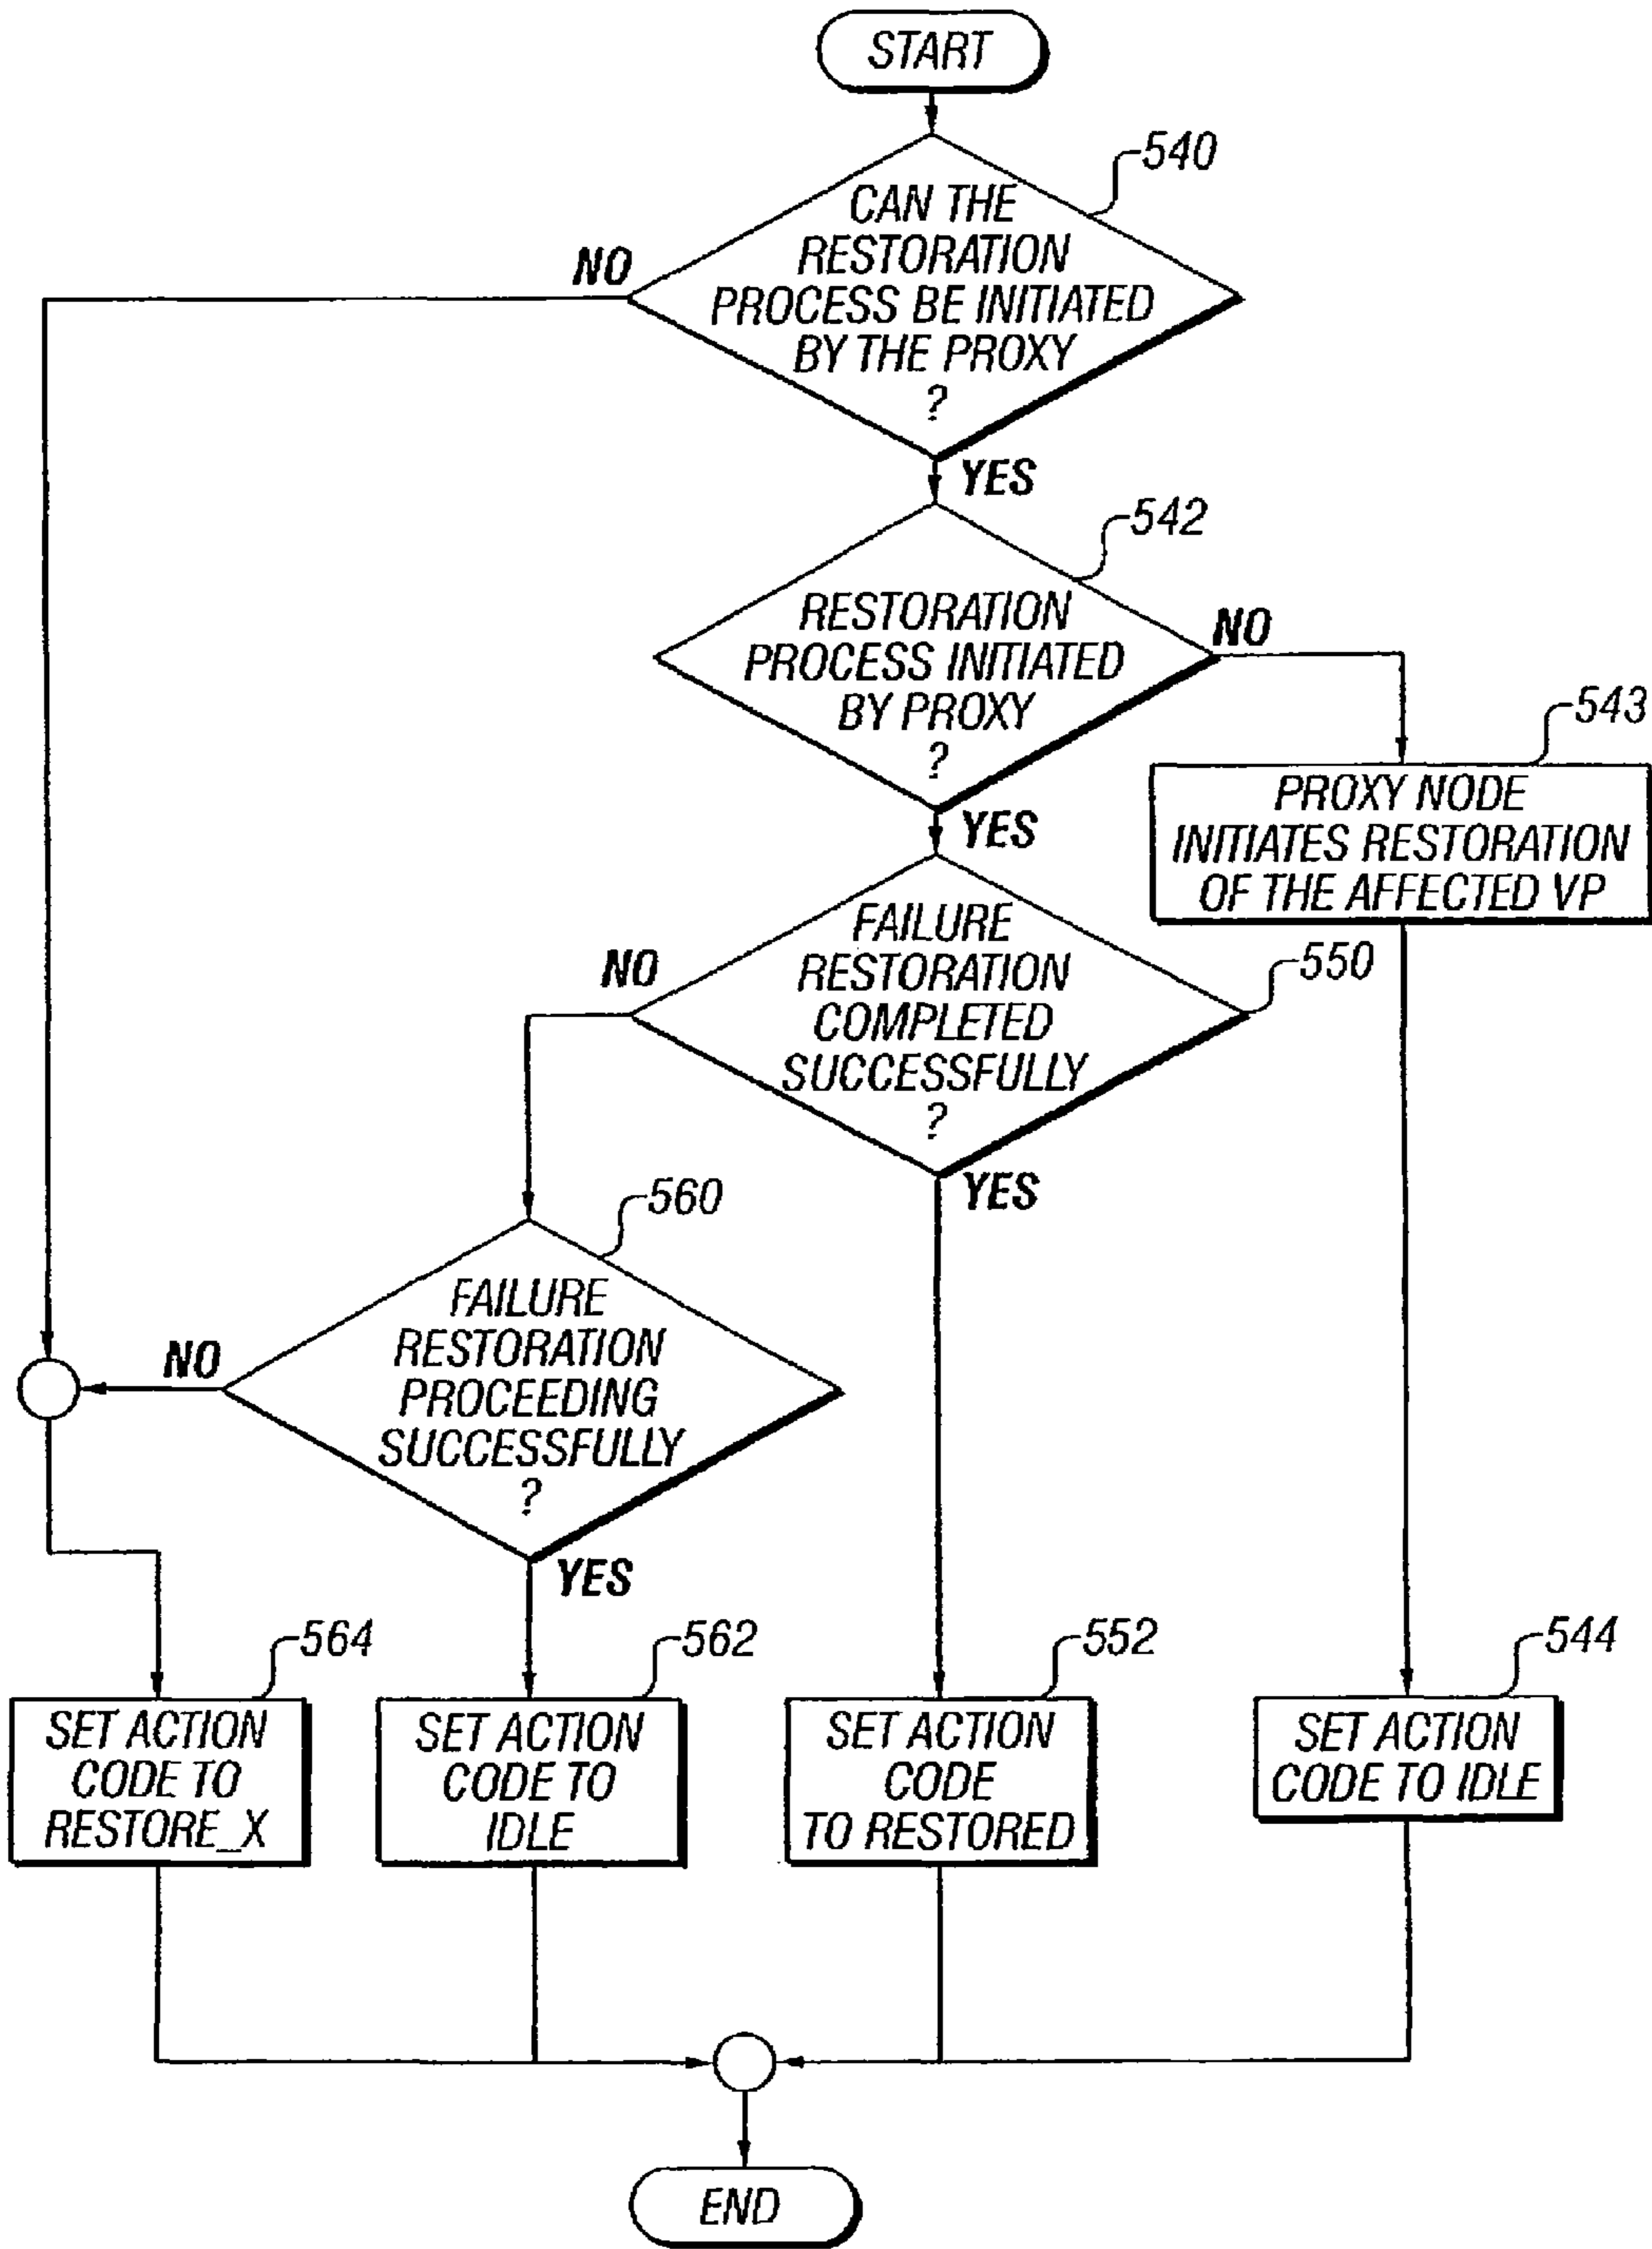 START
540
CAN THE
RESTORATION
PROCESS BE INITIATED
BY THE PROXY
?
NO
YES
542
RESTORATION
PROCESS INITIATED
BY PROXY
?
NO
YES
543
PROXY NODE
INITIATES RESTORATION
OF THE AFFECTED VP
550
FAILURE
RESTORATION
COMPLETED
SUCCESSFULLY
?
NO
YES
560
FAILURE
RESTORATION
PROCEEDING
SUCCESSFULLY
?
NO
YES
564
SET ACTION
CODE TO
RESTORE_X
562
SET ACTION
CODE TO
IDLE
552
SET ACTION
CODE
TO RESTORED
544
SET ACTION
CODE TO IDLE
END